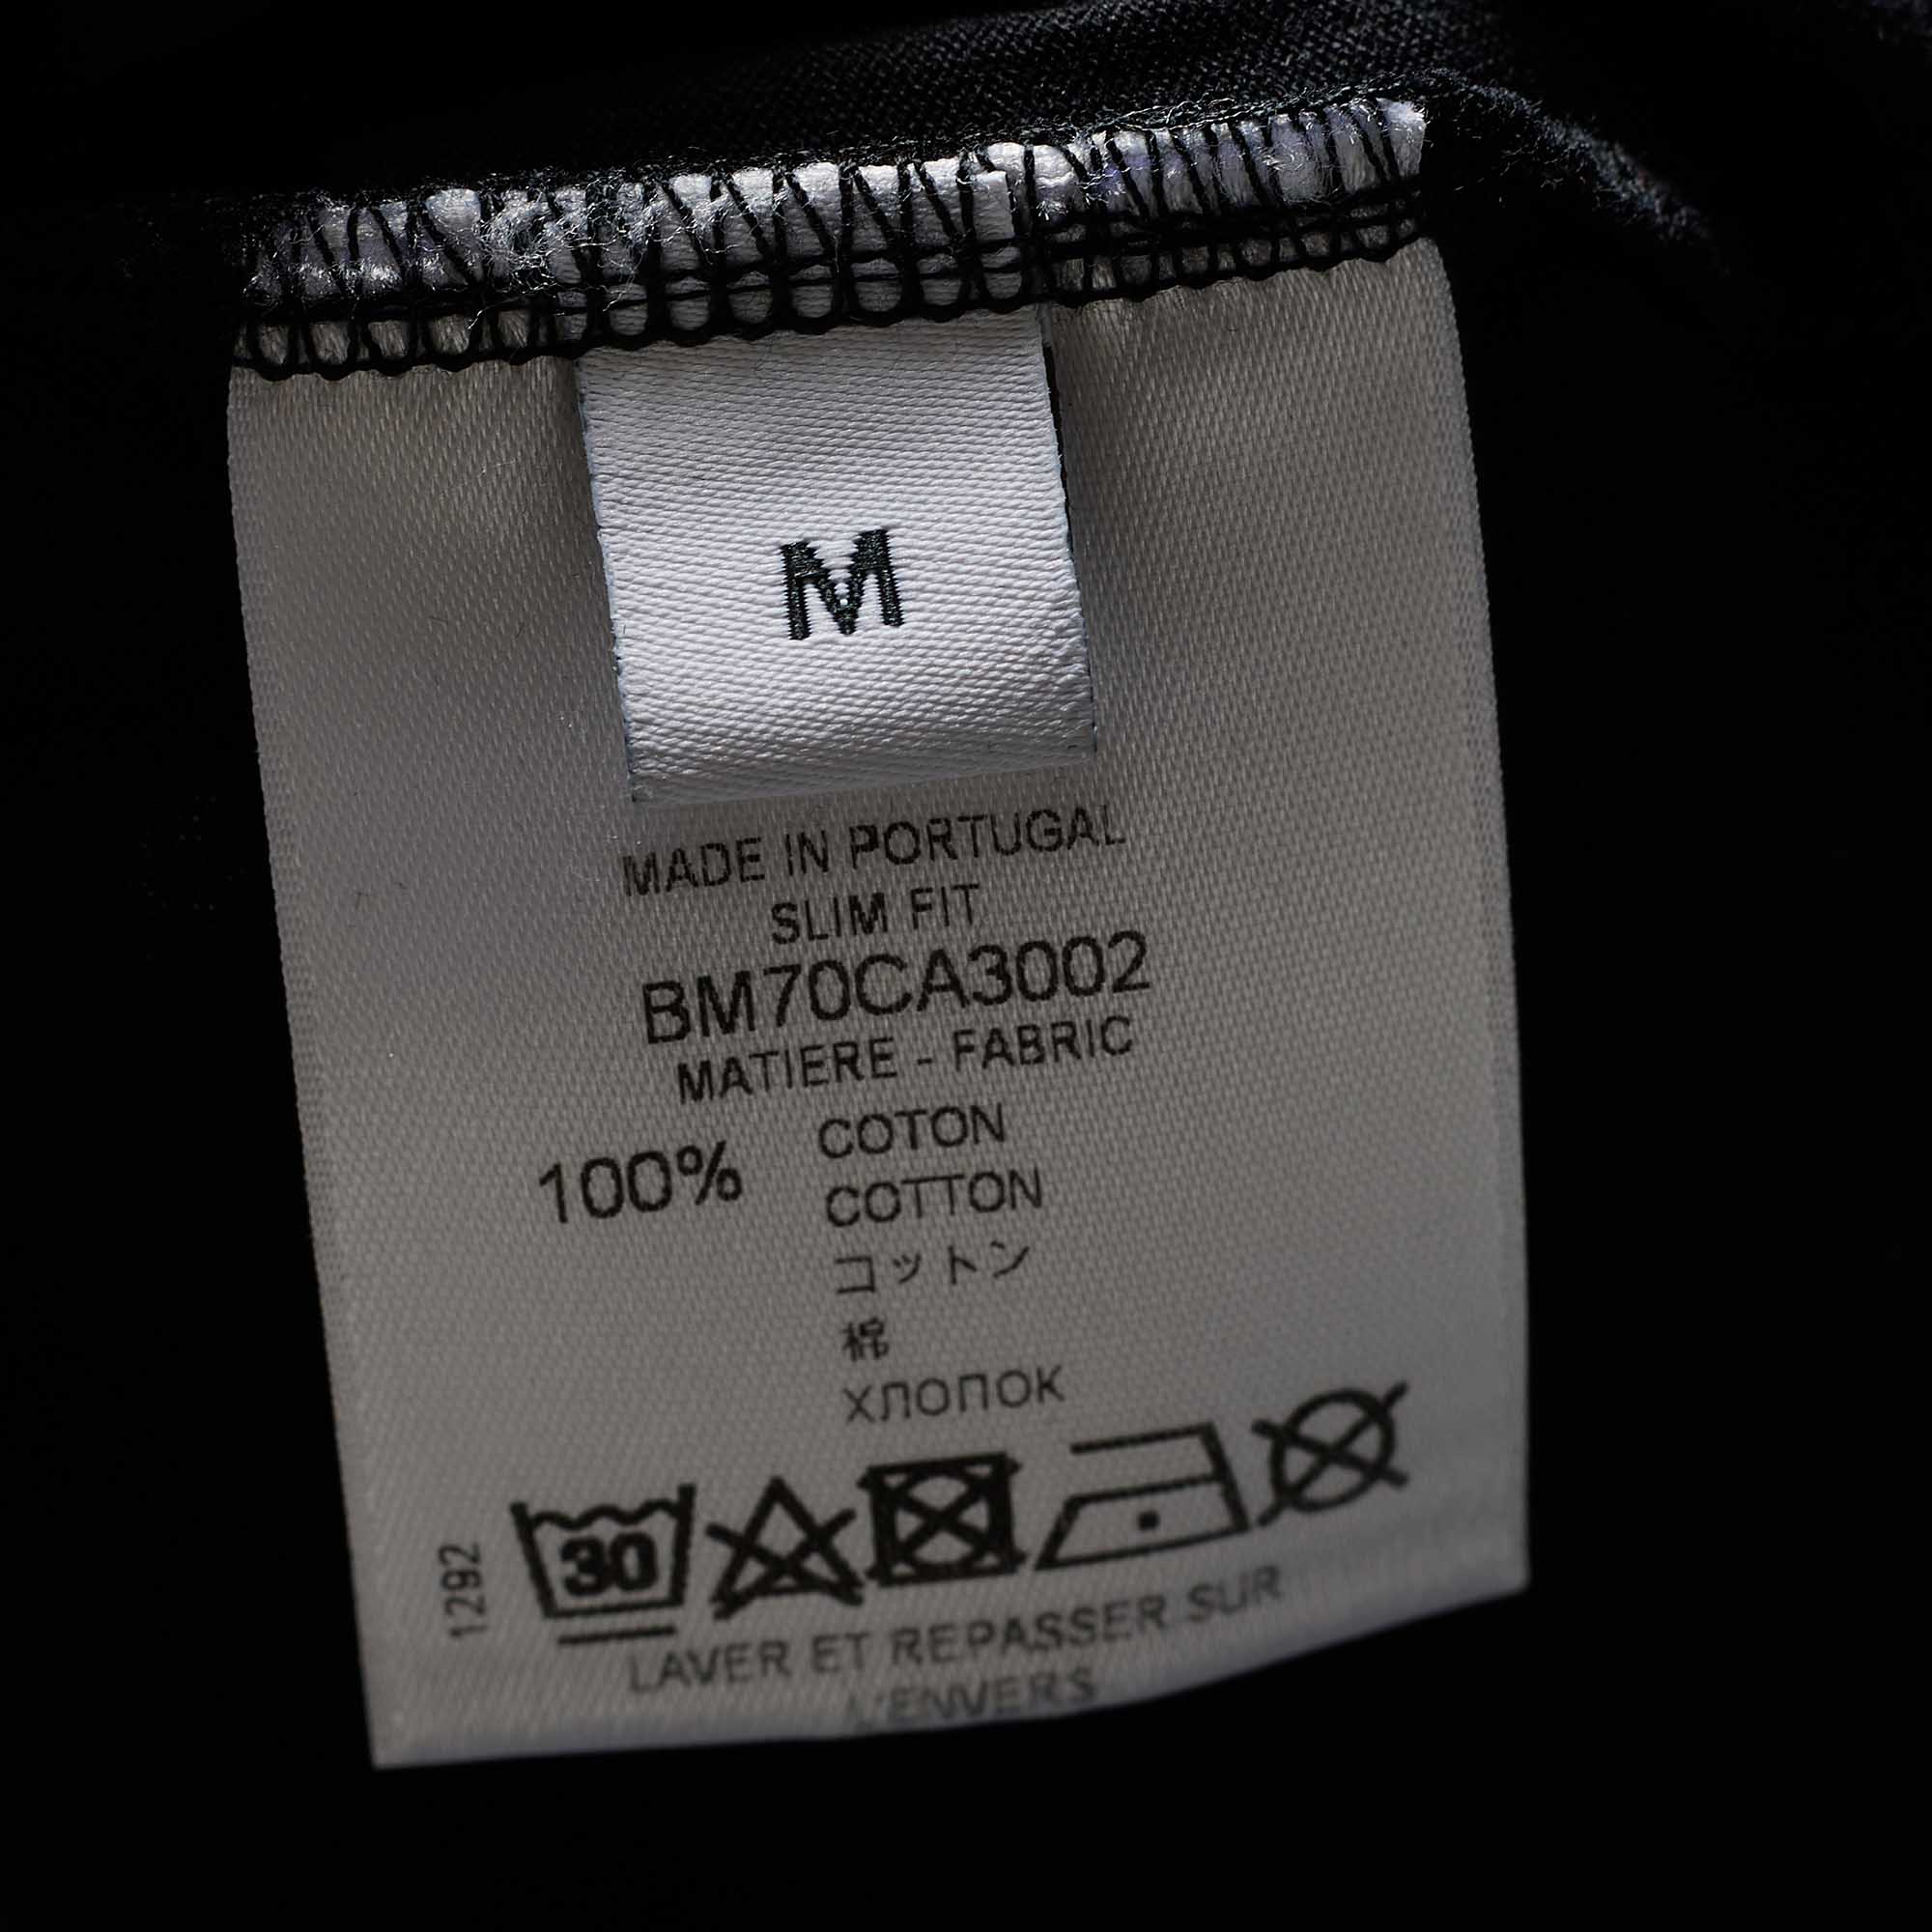 M
MADE IN PORTUGAL
SLIM FIT
BM70CA3002
MATIERE - FABRIC
100%
COTON
COTTON
コットン
棉
ХЛОПОК
30
1292
LAVER ET REPASSER SUR
L'ENVERS